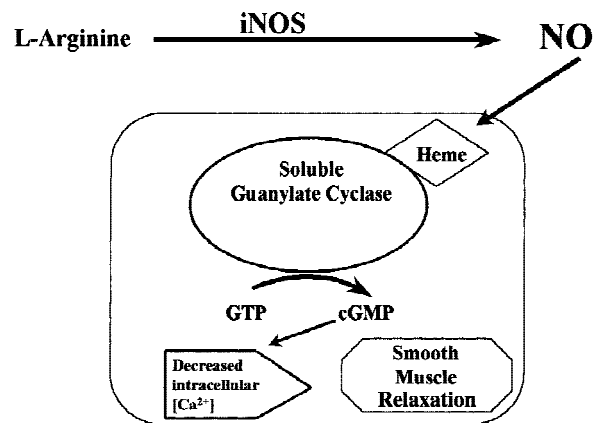 L-Arginine iNOS NO
Heme
Soluble
Guanylate Cyclase
GTP cGMP
Decreased
intracellular
[Ca²⁺]
Smooth
Muscle
Relaxation